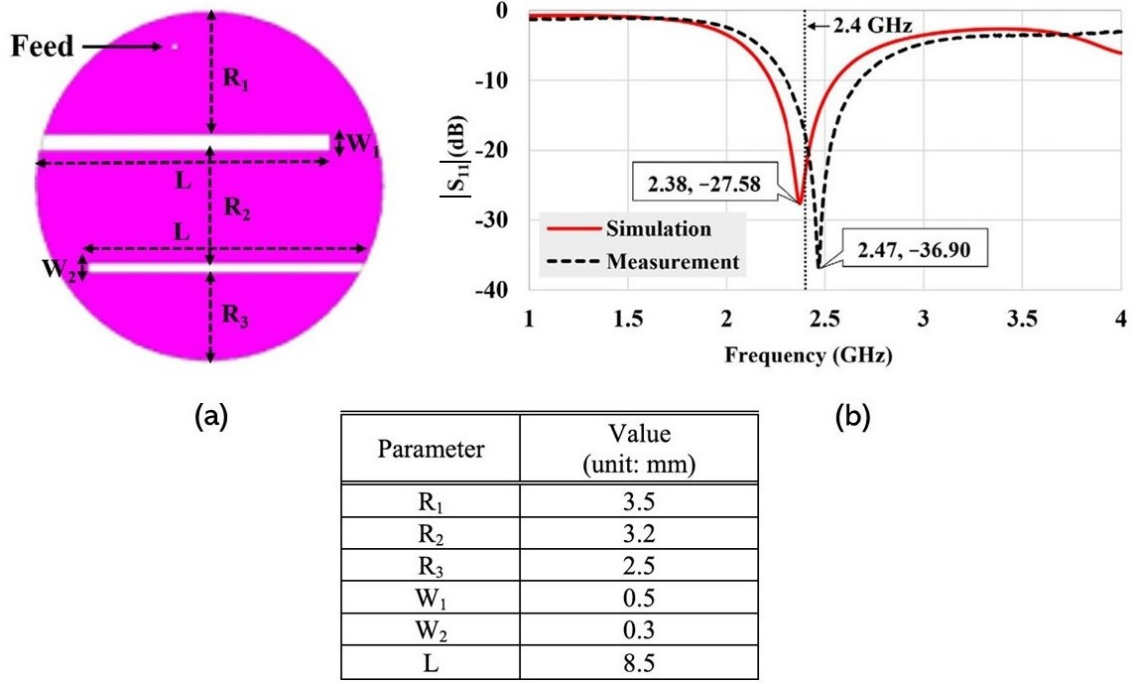 Feed
R₁
W₁
L
R₂
L
W₂
R₃
(a)
0
-10
-20
-30
-40
|S₁₁|(dB)
2.4 GHz
2.38, −27.58
Simulation
Measurement
2.47, −36.90
1 1.5 2 2.5 3 3.5 4
Frequency (GHz)
(b)
Parameter Value (unit: mm)
R₁ 3.5
R₂ 3.2
R₃ 2.5
W₁ 0.5
W₂ 0.3
L 8.5